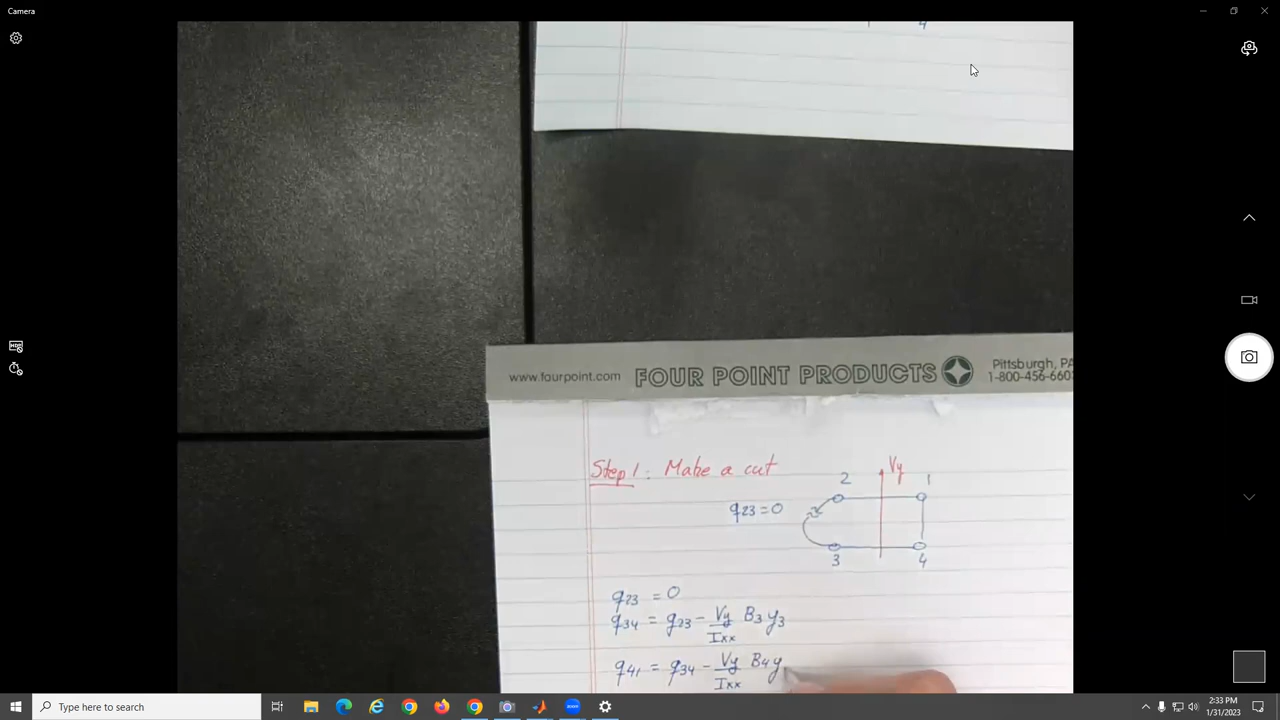 Camera
4
www.fourpoint.com FOUR POINT PRODUCTS Pittsburgh, PA
1-800-456-660
Step 1: Make a cut
Vy
2 1
q23 = 0
3 4
q23 = 0
q34 = q23 - Vy/Ixx B3 y3
q41 = q34 - Vy/Ixx B4 y
Type here to search
2:33 PM
1/31/2023